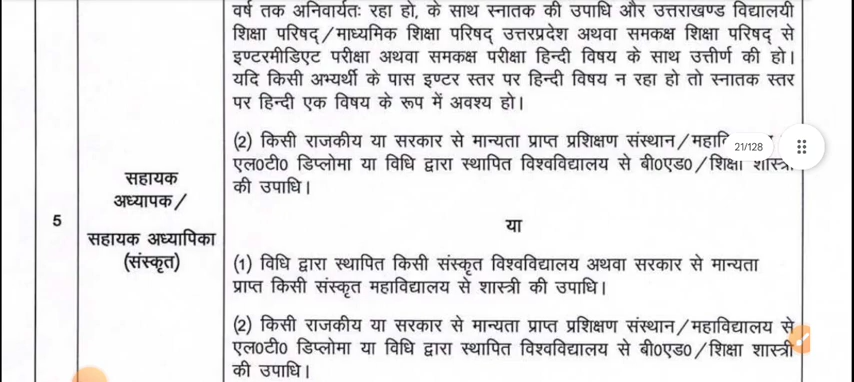 वर्ष तक अनिवार्यतः रहा हो, के साथ स्नातक की उपाधि और उत्तराखण्ड विद्यालयी
शिक्षा परिषद्/माध्यमिक शिक्षा परिषद् उत्तरप्रदेश अथवा समकक्ष शिक्षा परिषद् से
इण्टरमीडिएट परीक्षा अथवा समकक्ष परीक्षा हिन्दी विषय के साथ उत्तीर्ण की हो।
यदि किसी अभ्यर्थी के पास इण्टर स्तर पर हिन्दी विषय न रहा हो तो स्नातक स्तर
पर हिन्दी एक विषय के रूप में अवश्य हो।
(2) किसी राजकीय या सरकार से मान्यता प्राप्त प्रशिक्षण संस्थान/
21/128
एल0टी0 डिप्लोमा या विधि द्वारा स्थापित विश्वविद्यालय से बी0एड0/शिक्षा शास्त्री
की उपाधि।
5
सहायक
अध्यापक/
सहायक अध्यापिका
(संस्कृत)
या
(1) विधि द्वारा स्थापित किसी संस्कृत विश्वविद्यालय अथवा सरकार से मान्यता
प्राप्त किसी संस्कृत महाविद्यालय से शास्त्री की उपाधि।
(2) किसी राजकीय या सरकार से मान्यता प्राप्त प्रशिक्षण संस्थान/महाविद्यालय से
एल0टी0 डिप्लोमा या विधि द्वारा स्थापित विश्वविद्यालय से बी0एड0/शिक्षा शास्त्री
की उपाधि।